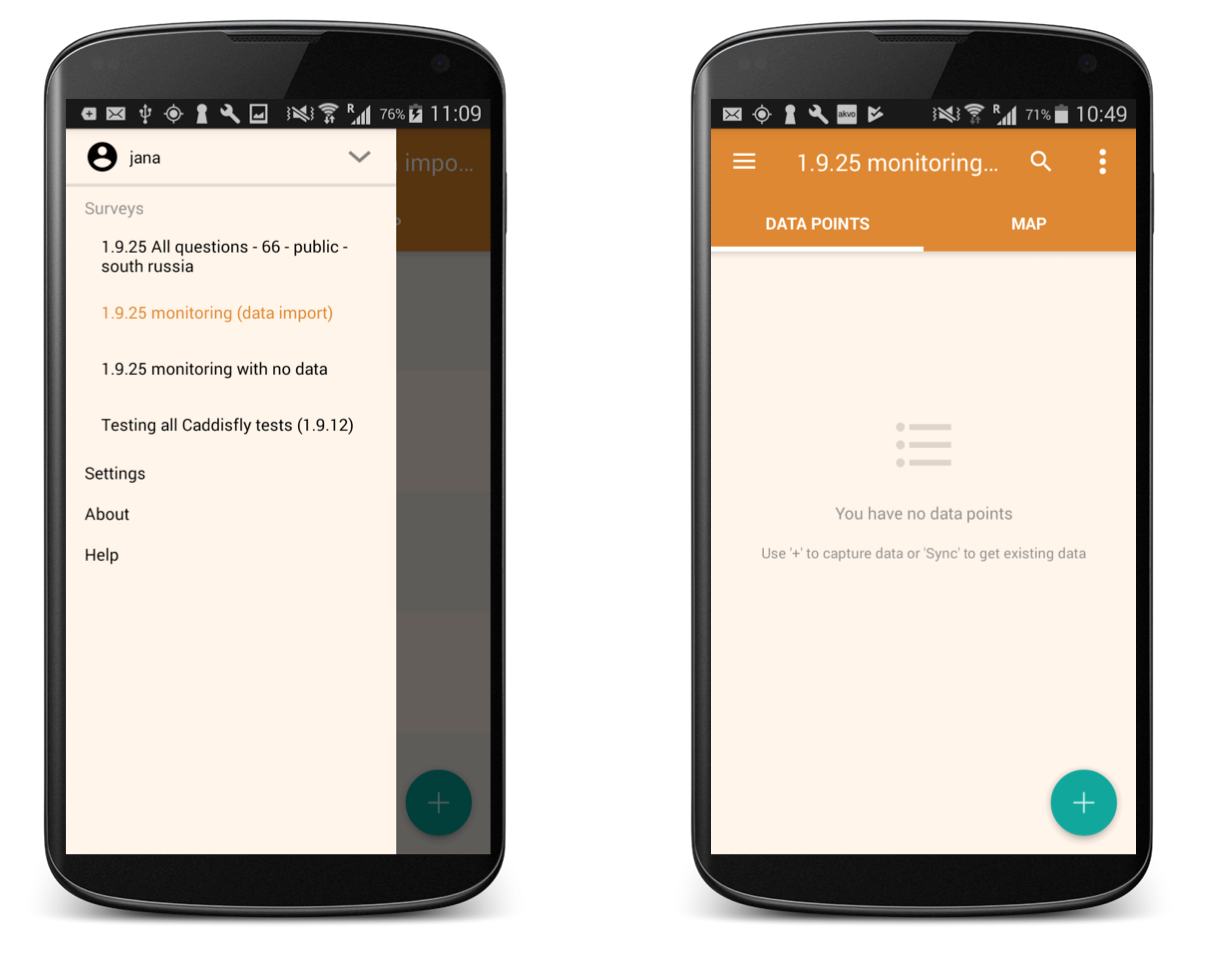 R 76% 11:09
jana
impo...
Surveys
1.9.25 All questions - 66 - public -
south russia
1.9.25 monitoring (data import)
1.9.25 monitoring with no data
Testing all Caddisfly tests (1.9.12)
Settings
About
Help
akvo R 71% 10:49
1.9.25 monitoring...
DATA POINTS MAP
You have no data points
Use '+' to capture data or 'Sync' to get existing data